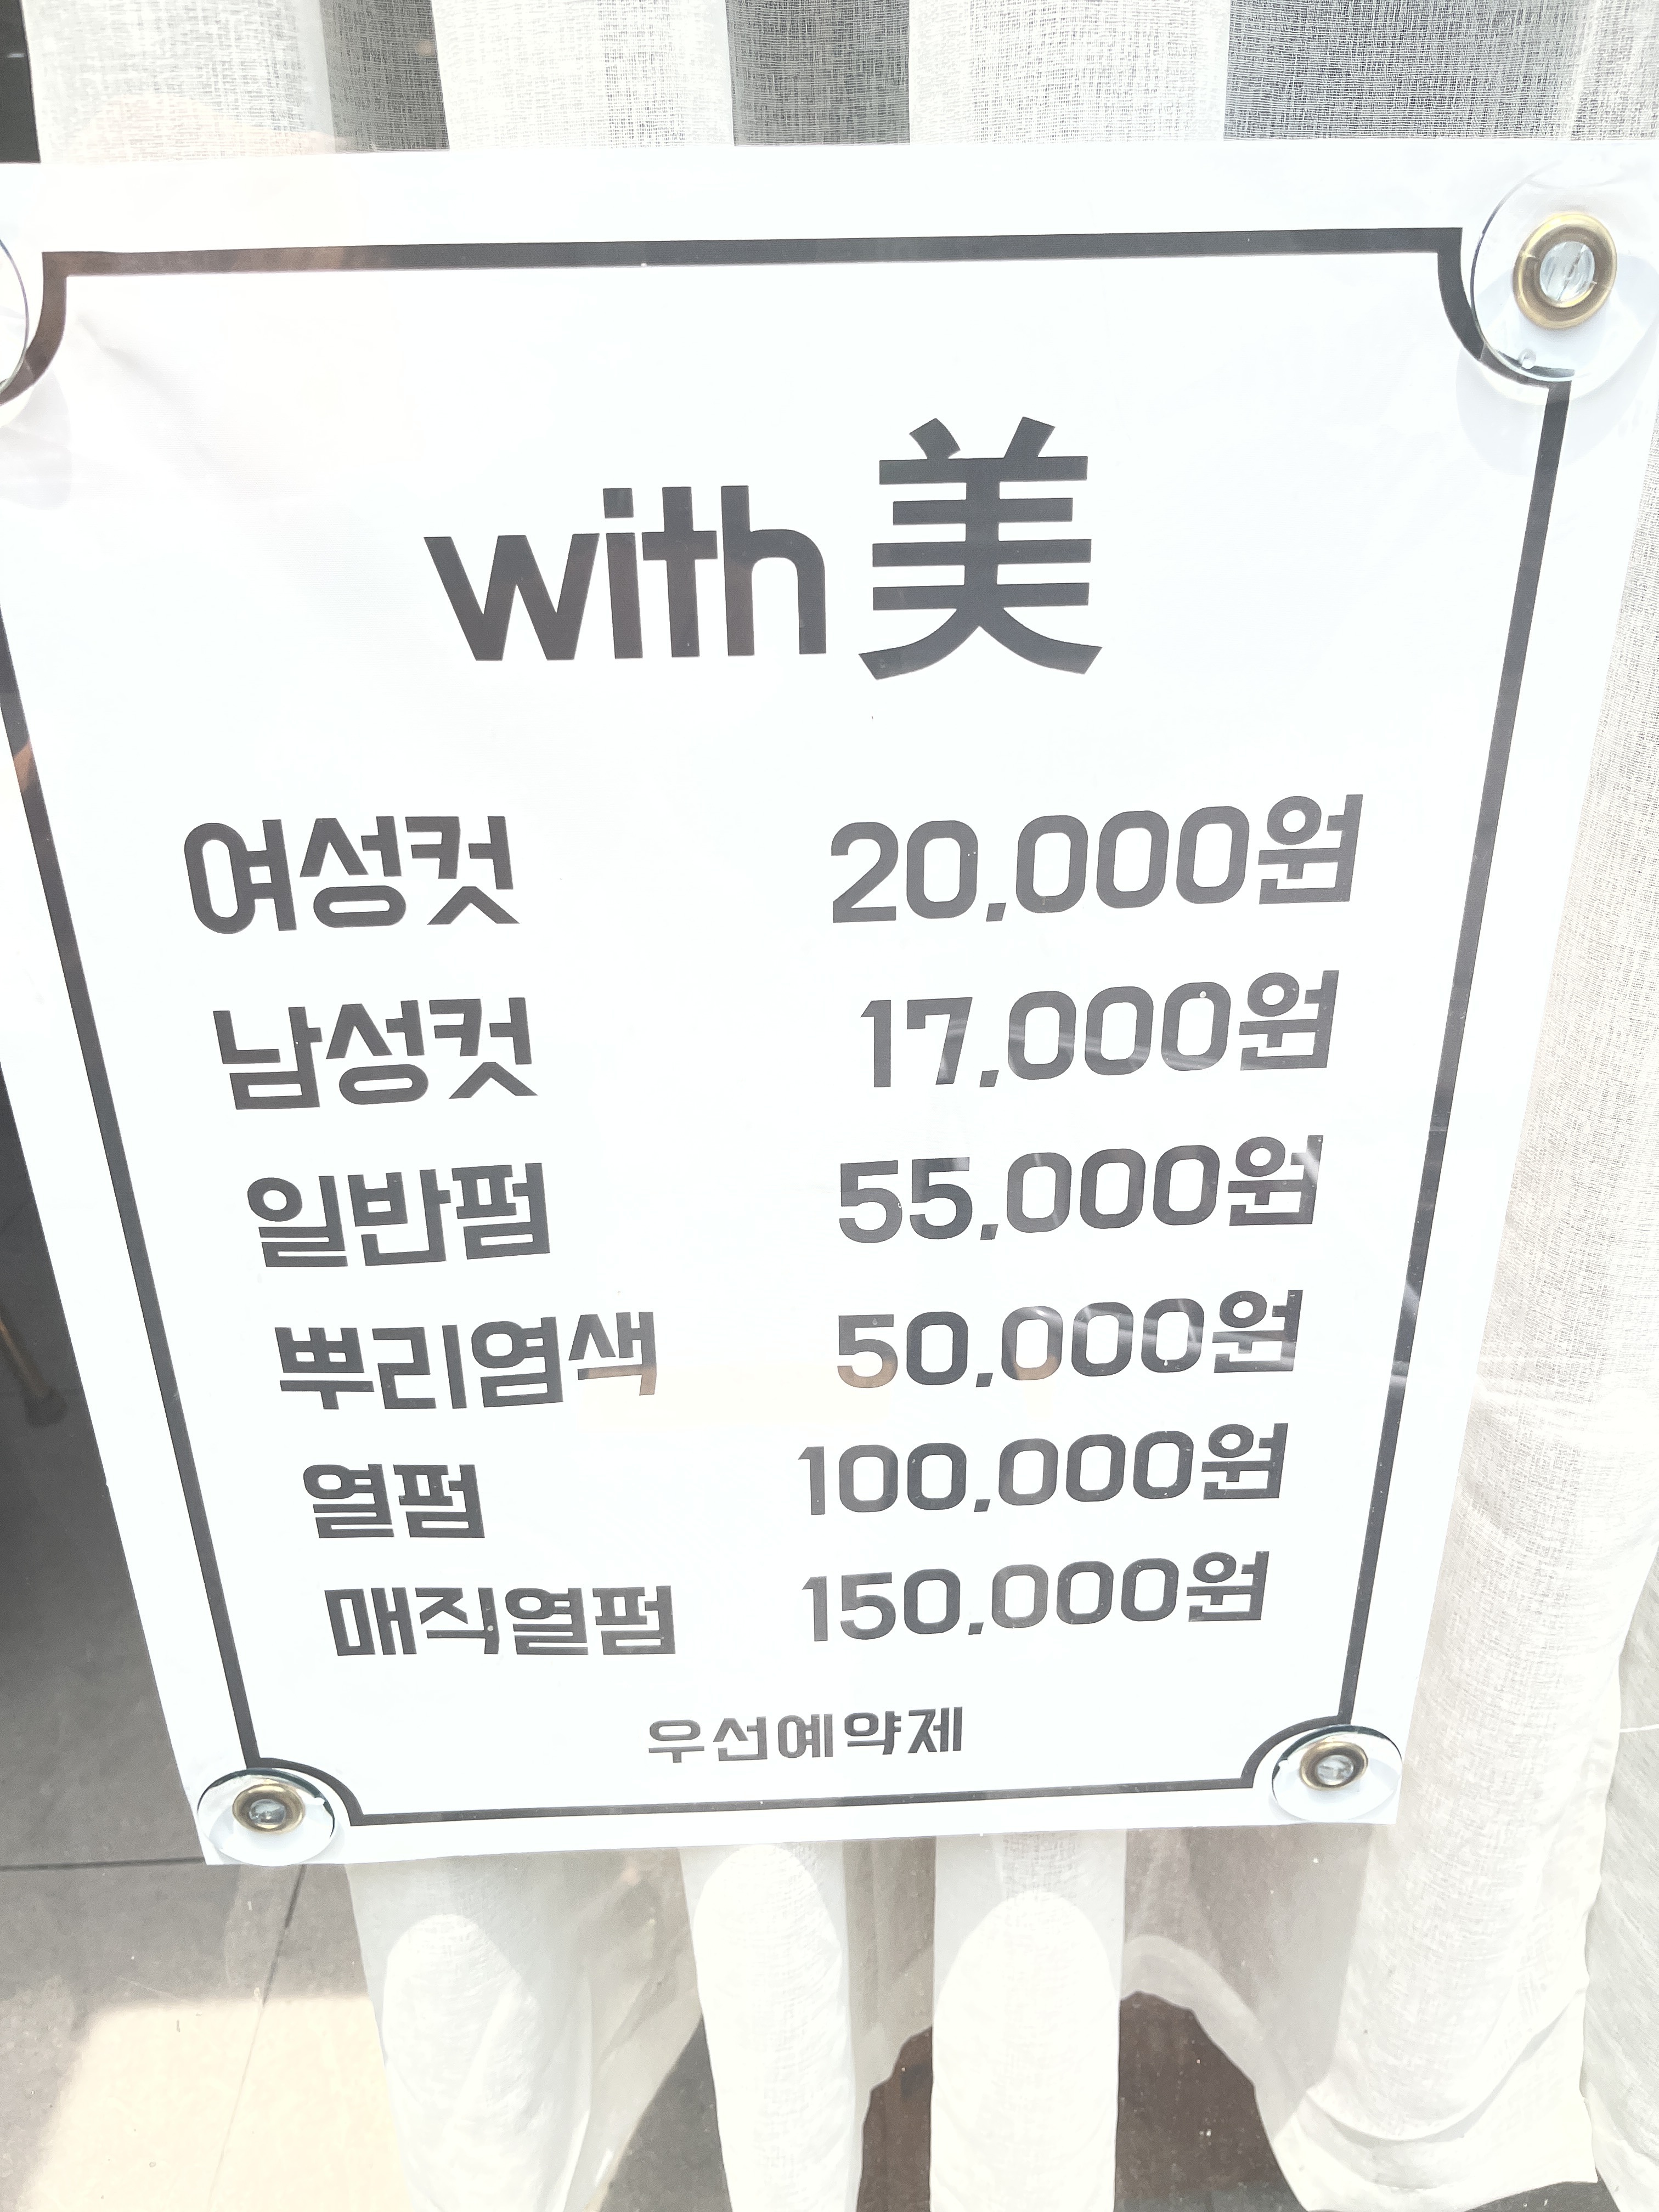 with 美
여성컷 20,000원
남성컷 17,000원
일반펌 55,000원
뿌리염색 50,000원
열펌 100,000원
매직열펌 150,000원
우선예약제